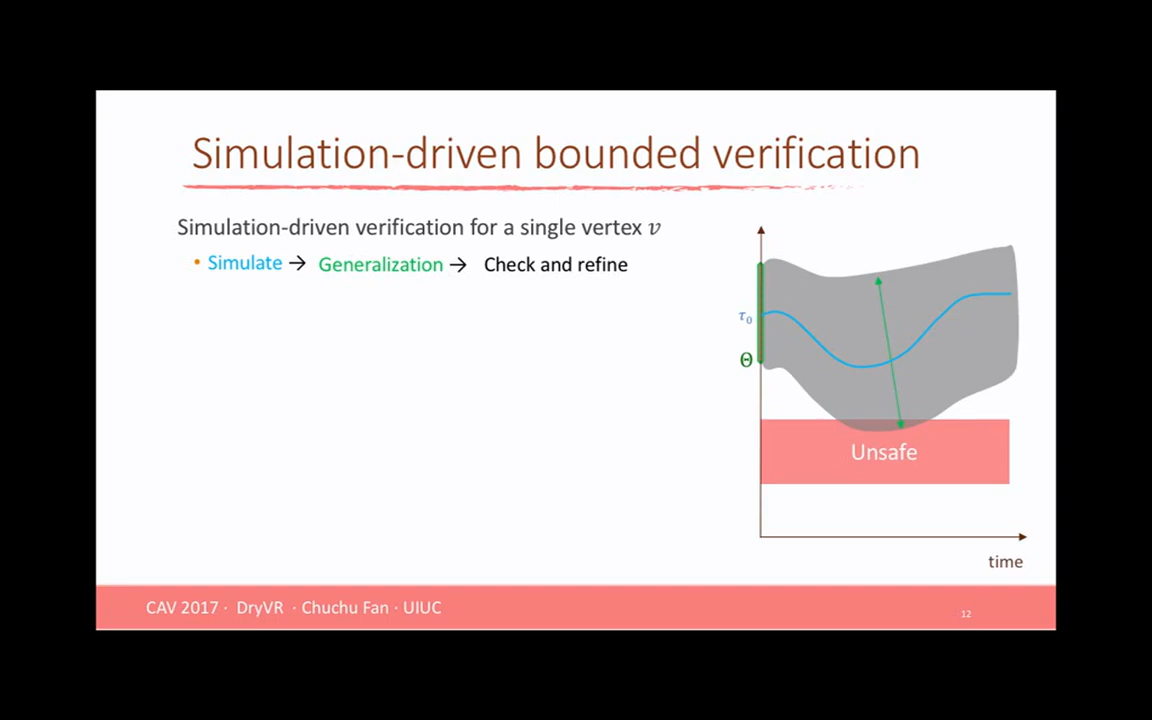 Simulation-driven bounded verification
Simulation-driven verification for a single vertex v
• Simulate → Generalization → Check and refine
τ0
Θ
Unsafe
time
CAV 2017 · DryVR · Chuchu Fan · UIUC
12